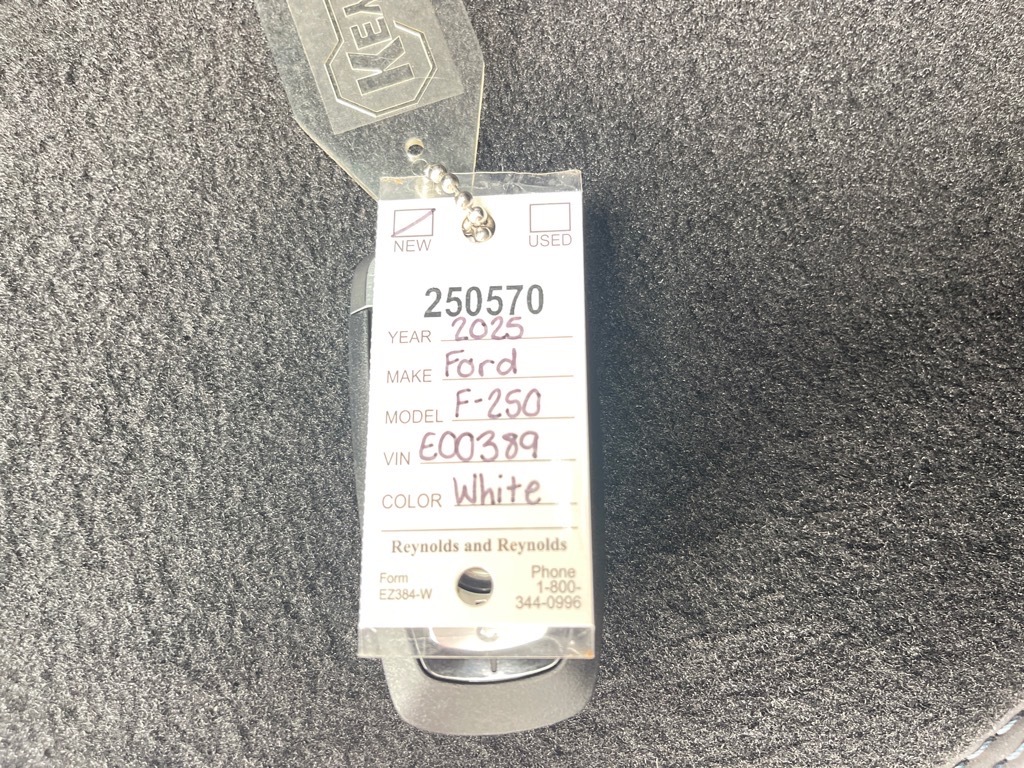 KEY
NEW
USED
250570
YEAR 2025
MAKE Ford
MODEL F-250
VIN E00389
COLOR White
Reynolds and Reynolds
Form
EZ384-W
Phone
1-800-
344-0996